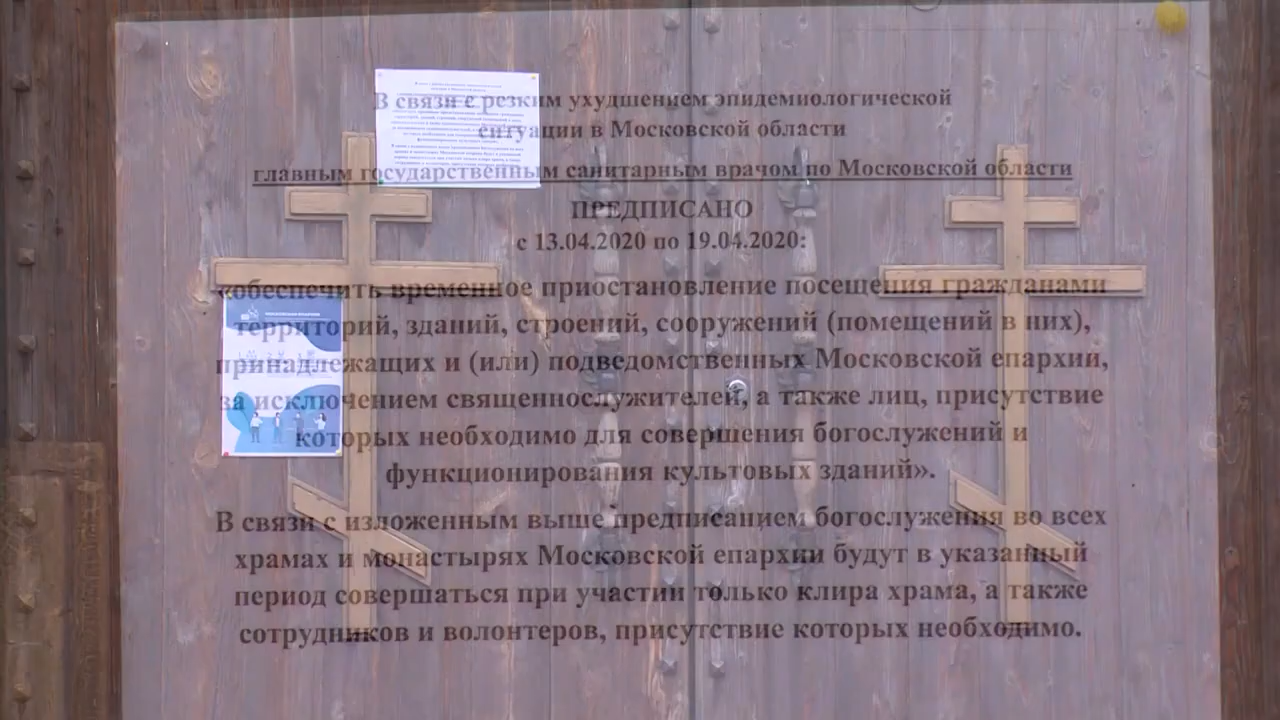 В связи с резким ухудшением эпидемиологической
ситуации в Московской области
главным государственным санитарным врачом по Московской области
ПРЕДПИСАНО
с 13.04.2020 по 19.04.2020:
«обеспечить временное приостановление посещения гражданами
территорий, зданий, строений, сооружений (помещений в них),
принадлежащих и (или) подведомственных Московской епархии,
за исключением священнослужителей, а также лиц, присутствие
которых необходимо для совершения богослужений и
функционирования культовых зданий».
В связи с изложенным выше предписанием богослужения во всех
храмах и монастырях Московской епархии будут в указанный
период совершаться при участии только клира храма, а также
сотрудников и волонтеров, присутствие которых необходимо.